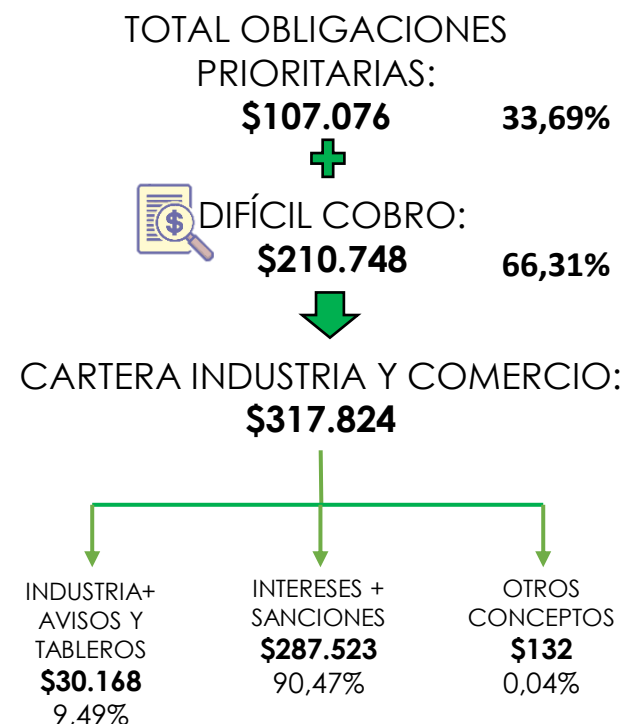 TOTAL OBLIGACIONES
PRIORITARIAS:
$107.076 33,69%
DIFÍCIL COBRO:
$210.748 66,31%
CARTERA INDUSTRIA Y COMERCIO:
$317.824
INDUSTRIA+
AVISOS Y
TABLEROS
$30.168
9,49%
INTERESES +
SANCIONES
$287.523
90,47%
OTROS
CONCEPTOS
$132
0,04%